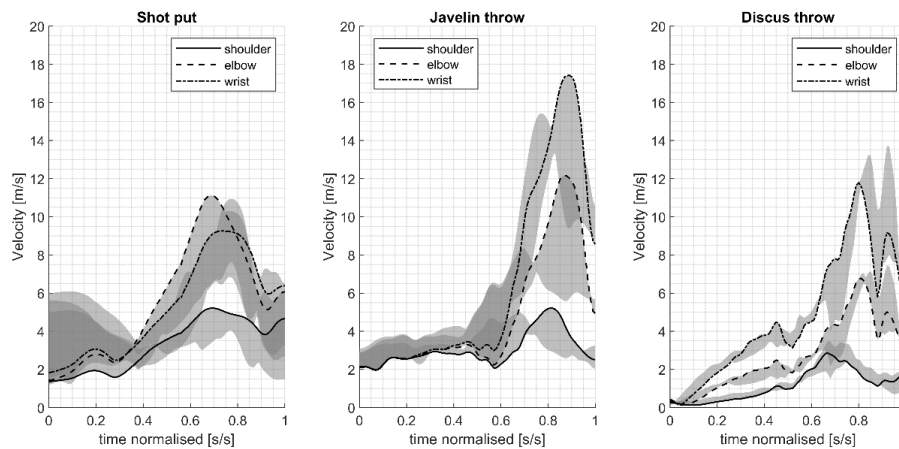 Shot put
20
18
16
14
12
10
8
6
4
2
0
Velocity [m/s]
shoulder
elbow
wrist
0 0.2 0.4 0.6 0.8 1
time normalised [s/s]
Javelin throw
20
18
16
14
12
10
8
6
4
2
0
Velocity [m/s]
shoulder
elbow
wrist
0 0.2 0.4 0.6 0.8 1
time normalised [s/s]
Discus throw
20
18
16
14
12
10
8
6
4
2
0
Velocity [m/s]
shoulder
elbow
wrist
0 0.2 0.4 0.6 0.8
time normalised [s/s]